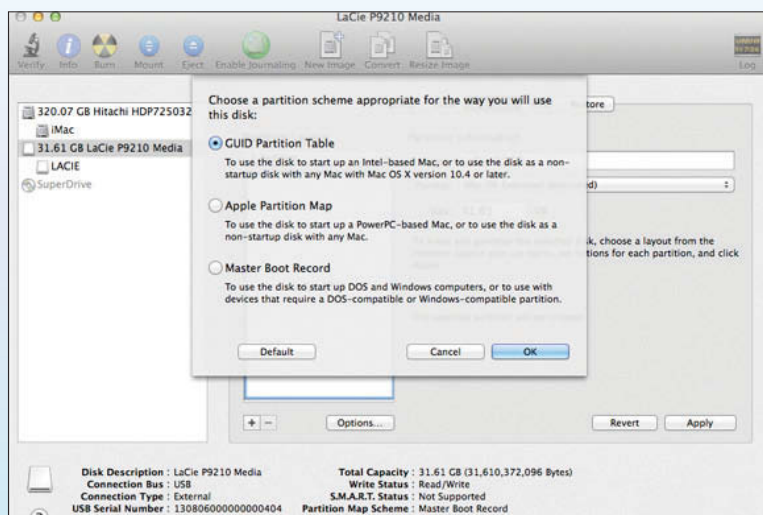 LaCie P9210 Media
Verify Info Burn Mount Eject Enable Journaling New Image Convert Resize Image Log
320.07 GB Hitachi HDP725032
iMac
31.61 GB LaCie P9210 Media
LACIE
SuperDrive
Choose a partition scheme appropriate for the way you will use
this disk:
GUID Partition Table
To use the disk to start up an Intel-based Mac, or to use the disk as a non-
startup disk with any Mac with Mac OS X version 10.4 or later.
Apple Partition Map
To use the disk to start up a PowerPC-based Mac, or to use the disk as a
non-startup disk with any Mac.
Master Boot Record
To use the disk to start up DOS and Windows computers, or to use with
devices that require a DOS-compatible or Windows-compatible partition.
Default Cancel OK
store
ed)
k, choose a layout from the
tions for each partition, and click
+ − Options... Revert Apply
Disk Description : LaCie P9210 Media Total Capacity : 31.61 GB (31,610,372,096 Bytes)
Connection Bus : USB Write Status : Read/Write
Connection Type : External S.M.A.R.T. Status : Not Supported
USB Serial Number : 130806000000000404 Partition Map Scheme : Master Boot Record